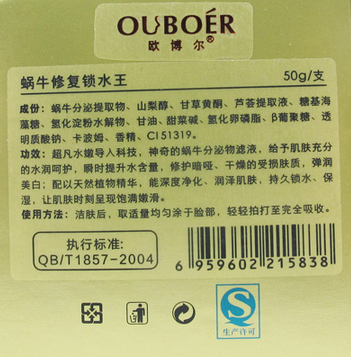 OUBOÉR
欧博尔®
蜗牛修复锁水王 50g/支
成份：蜗牛分泌提取物、山梨醇、甘草黄酮、芦荟提取液、糖基海
藻糖、氢化淀粉水解物、甘油、甜菜碱、氢化卵磷脂、β葡聚糖、透
明质酸钠、卡波姆、香精、CI 51319。
功效：超凡水嫩导入科技，神奇的蜗牛分泌物滤液，给予肌肤充分
的水润呵护，瞬时提升水含量，修护暗哑、干燥的受损肤质，弹润
美白；配以天然植物精华，能深度净化、润泽肌肤，持久锁水、保
湿，让肌肤时刻呈现饱满嫩滑。
使用方法：洁肤后，取适量均匀涂于脸部，轻轻拍打至完全吸收。
执行标准：
QB/T1857-2004
6 959602 215838
QS
生产许可